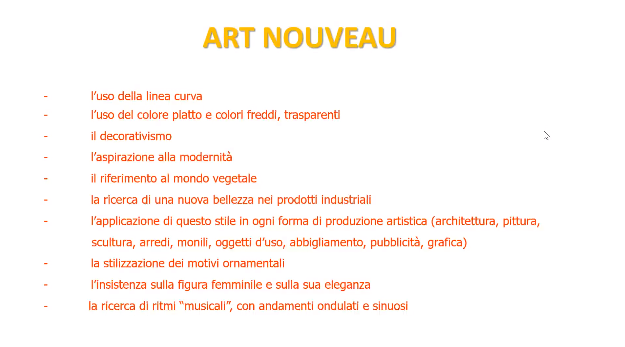 ART NOUVEAU
- l'uso della linea curva
- l'uso del colore piatto e colori freddi, trasparenti
- il decorativismo
- l'aspirazione alla modernità
- il riferimento al mondo vegetale
- la ricerca di una nuova bellezza nei prodotti industriali
- l'applicazione di questo stile in ogni forma di produzione artistica (architettura, pittura,
scultura, arredi, monili, oggetti d'uso, abbigliamento, pubblicità, grafica)
- la stilizzazione dei motivi ornamentali
- l'insistenza sulla figura femminile e sulla sua eleganza
- la ricerca di ritmi “musicali”, con andamenti ondulati e sinuosi